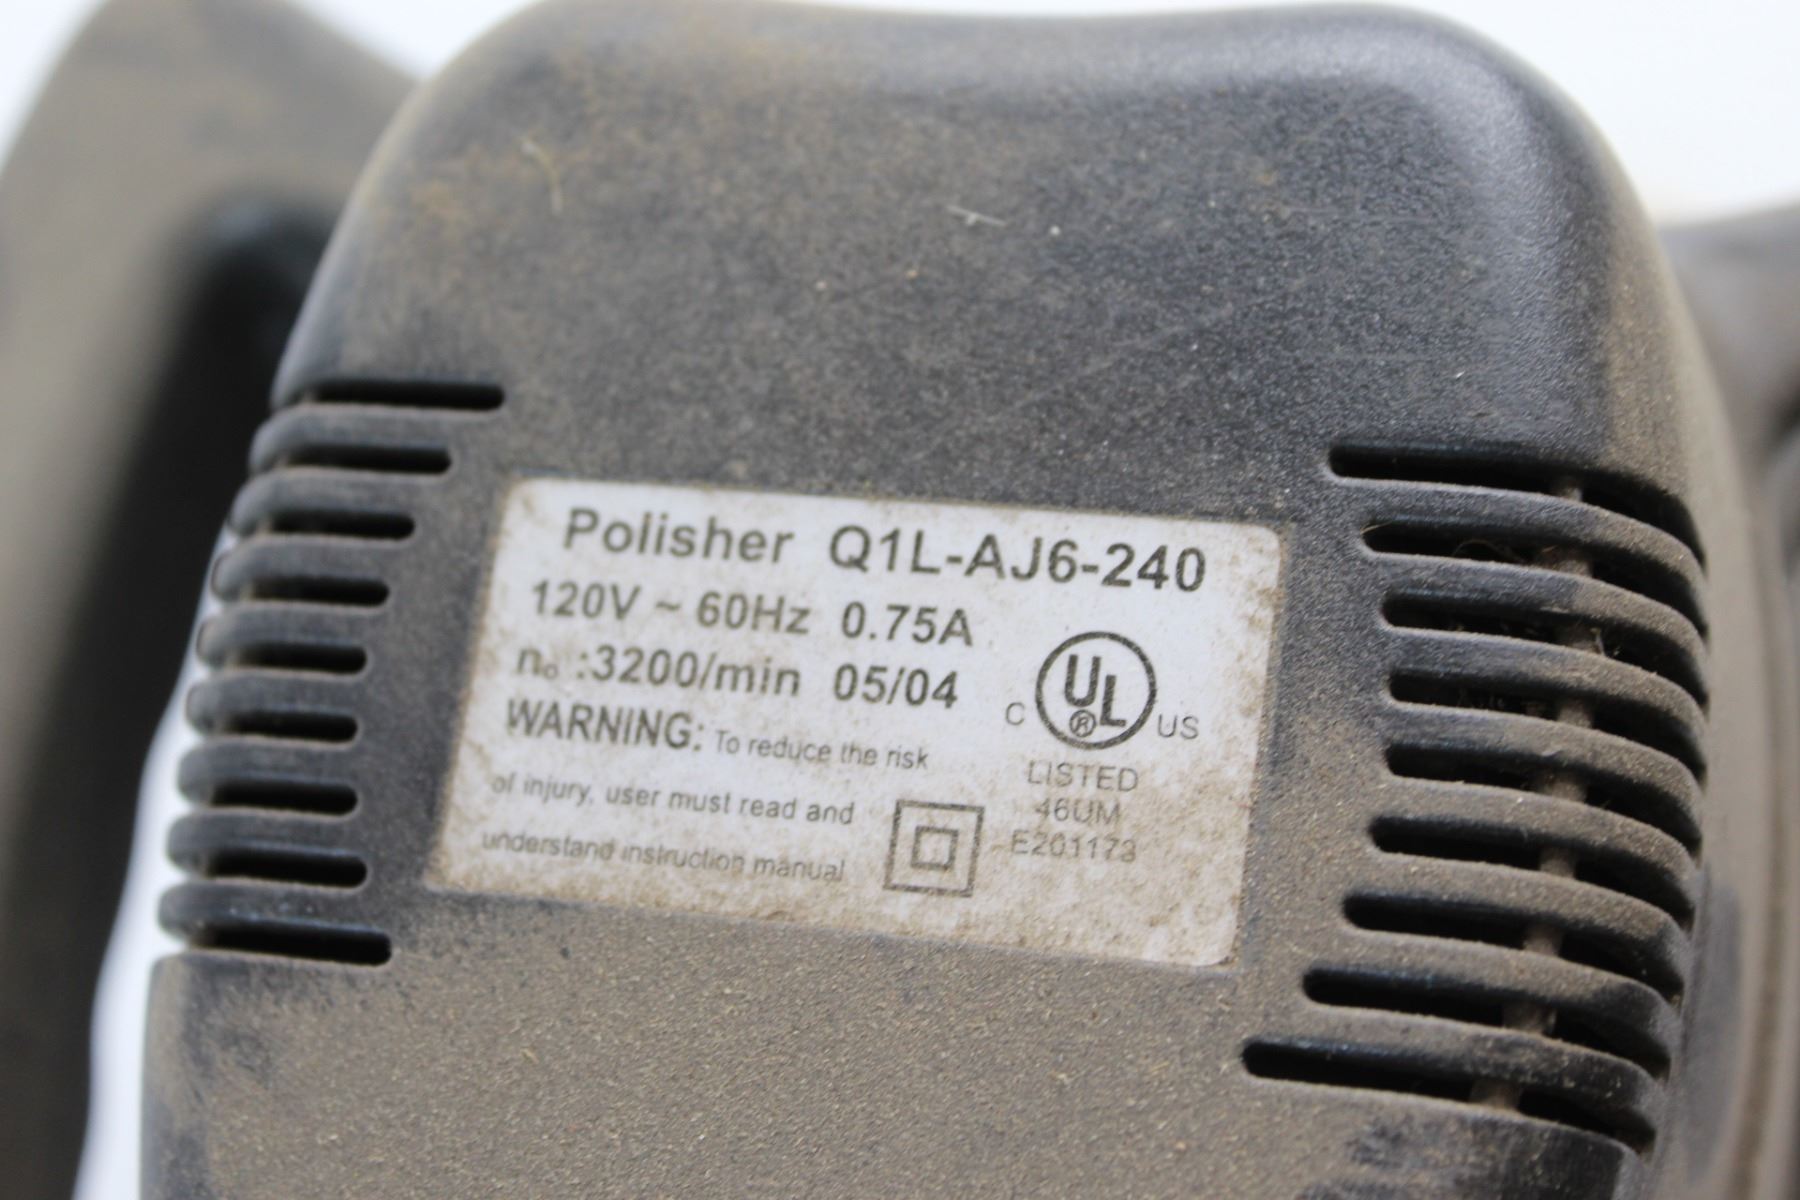 Polisher Q1L-AJ6-240
120V ~ 60Hz 0.75A
n₀ :3200/min 05/04
WARNING: To reduce the risk
of injury, user must read and
understand instruction manual
C UL ® US
LISTED
46UM
E201173